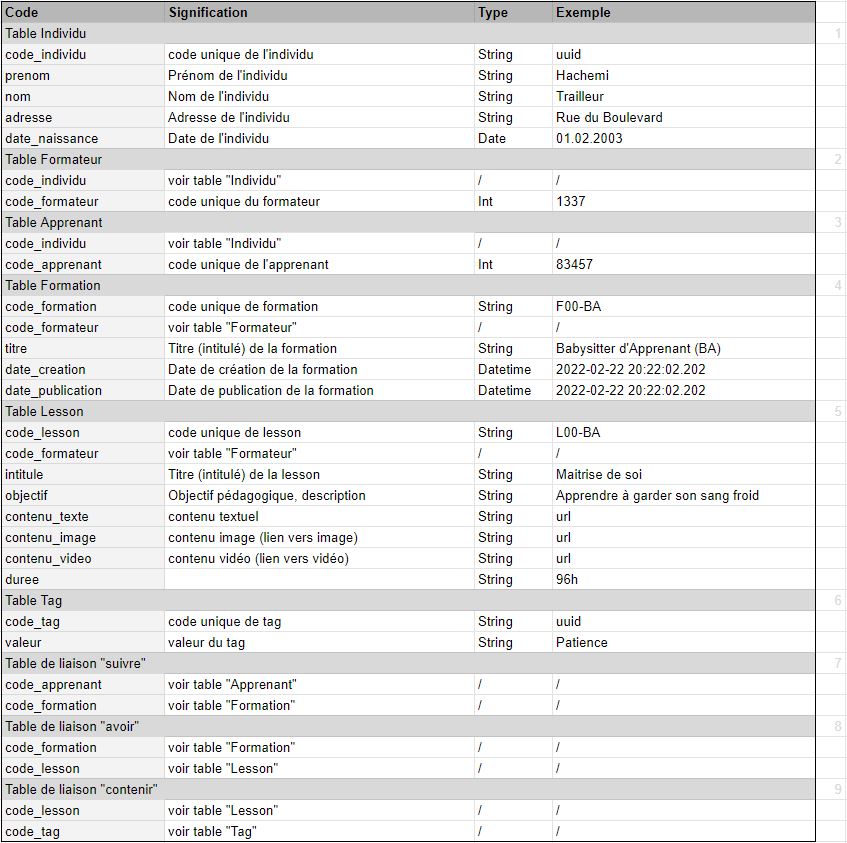 Code Signification Type Exemple
Table Individu 1
code_individu code unique de l'individu String uuid
prenom Prénom de l'individu String Hachemi
nom Nom de l'individu String Trailleur
adresse Adresse de l'individu String Rue du Boulevard
date_naissance Date de l'individu Date 01.02.2003
Table Formateur 2
code_individu voir table "Individu" / /
code_formateur code unique du formateur Int 1337
Table Apprenant 3
code_individu voir table "Individu" / /
code_apprenant code unique de l'apprenant Int 83457
Table Formation 4
code_formation code unique de formation String F00-BA
code_formateur voir table "Formateur" / /
titre Titre (intitulé) de la formation String Babysitter d'Apprenant (BA)
date_creation Date de création de la formation Datetime 2022-02-22 20:22:02.202
date_publication Date de publication de la formation Datetime 2022-02-22 20:22:02.202
Table Lesson 5
code_lesson code unique de lesson String L00-BA
code_formateur voir table "Formateur" / /
intitule Titre (intitulé) de la lesson String Maitrise de soi
objectif Objectif pédagogique, description String Apprendre à garder son sang froid
contenu_texte contenu textuel String url
contenu_image contenu image (lien vers image) String url
contenu_video contenu vidéo (lien vers vidéo) String url
duree String 96h
Table Tag 6
code_tag code unique de tag String uuid
valeur valeur du tag String Patience
Table de liaison "suivre" 7
code_apprenant voir table "Apprenant" / /
code_formation voir table "Formation" / /
Table de liaison "avoir" 8
code_formation voir table "Formation" / /
code_lesson voir table "Lesson" / /
Table de liaison "contenir" 9
code_lesson voir table "Lesson" / /
code_tag voir table "Tag" / /